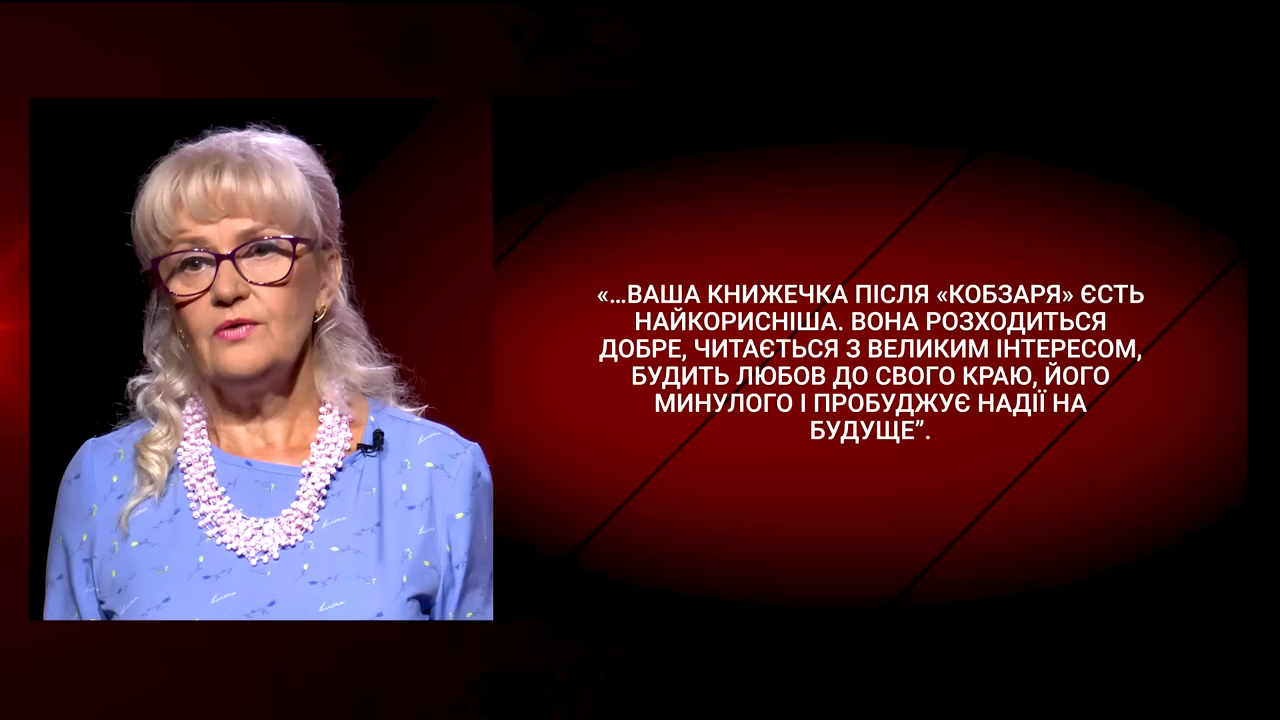 «...ВАША КНИЖЕЧКА ПІСЛЯ «КОБЗАРЯ» ЄСТЬ
НАЙКОРИСНІША. ВОНА РОЗХОДИТЬСЯ
ДОБРЕ, ЧИТАЄТЬСЯ З ВЕЛИКИМ ІНТЕРЕСОМ,
БУДИТЬ ЛЮБОВ ДО СВОГО КРАЮ, ЙОГО
МИНУЛОГО І ПРОБУДЖУЄ НАДІЇ НА
БУДУЩЕ”.